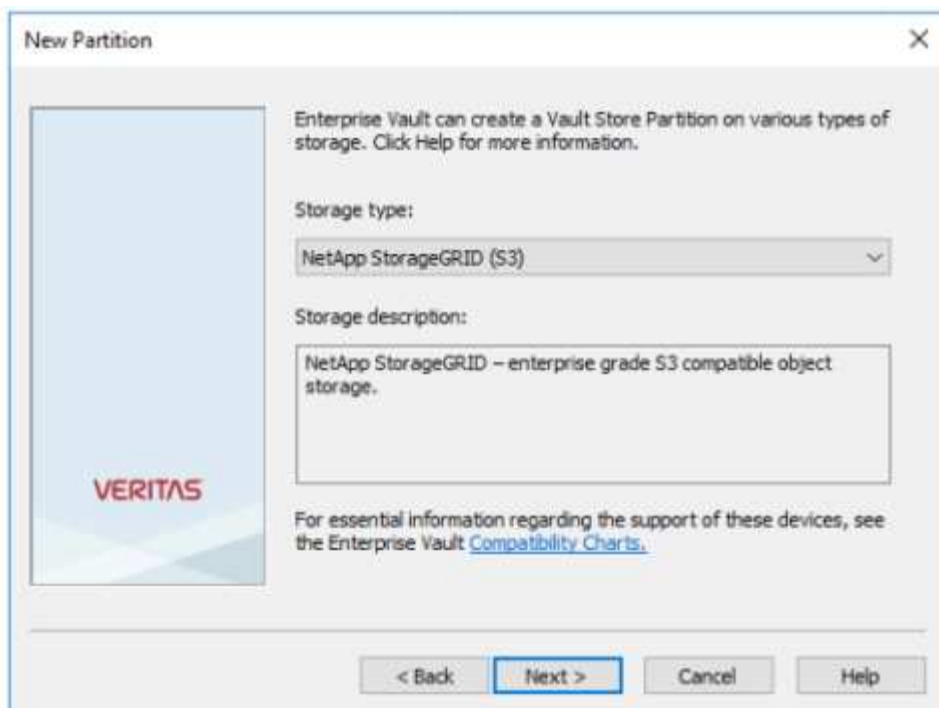 New Partition
Enterprise Vault can create a Vault Store Partition on various types of
storage. Click Help for more information.
Storage type:
NetApp StorageGRID (S3)
Storage description:
NetApp StorageGRID – enterprise grade S3 compatible object
storage.
VERITAS
For essential information regarding the support of these devices, see
the Enterprise Vault Compatibility Charts.
< Back
Next >
Cancel
Help